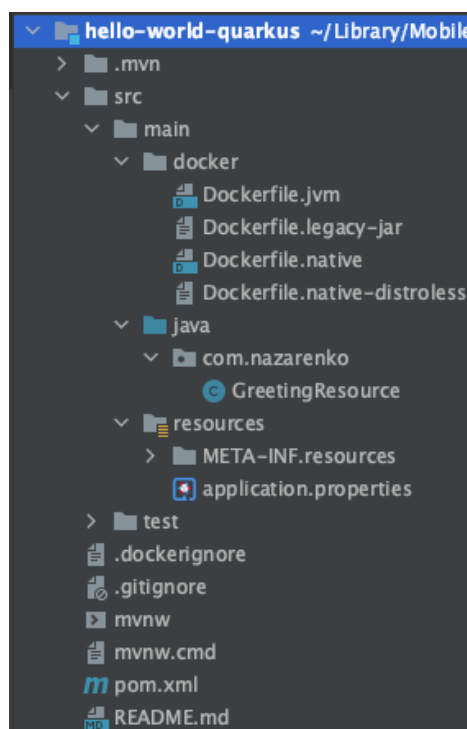 hello-world-quarkus ~/Library/Mobile
.mvn
src
main
docker
Dockerfile.jvm
Dockerfile.legacy-jar
Dockerfile.native
Dockerfile.native-distroless
java
com.nazarenko
C GreetingResource
resources
META-INF.resources
application.properties
test
.dockerignore
.gitignore
mvnw
mvnw.cmd
m pom.xml
MD README.md